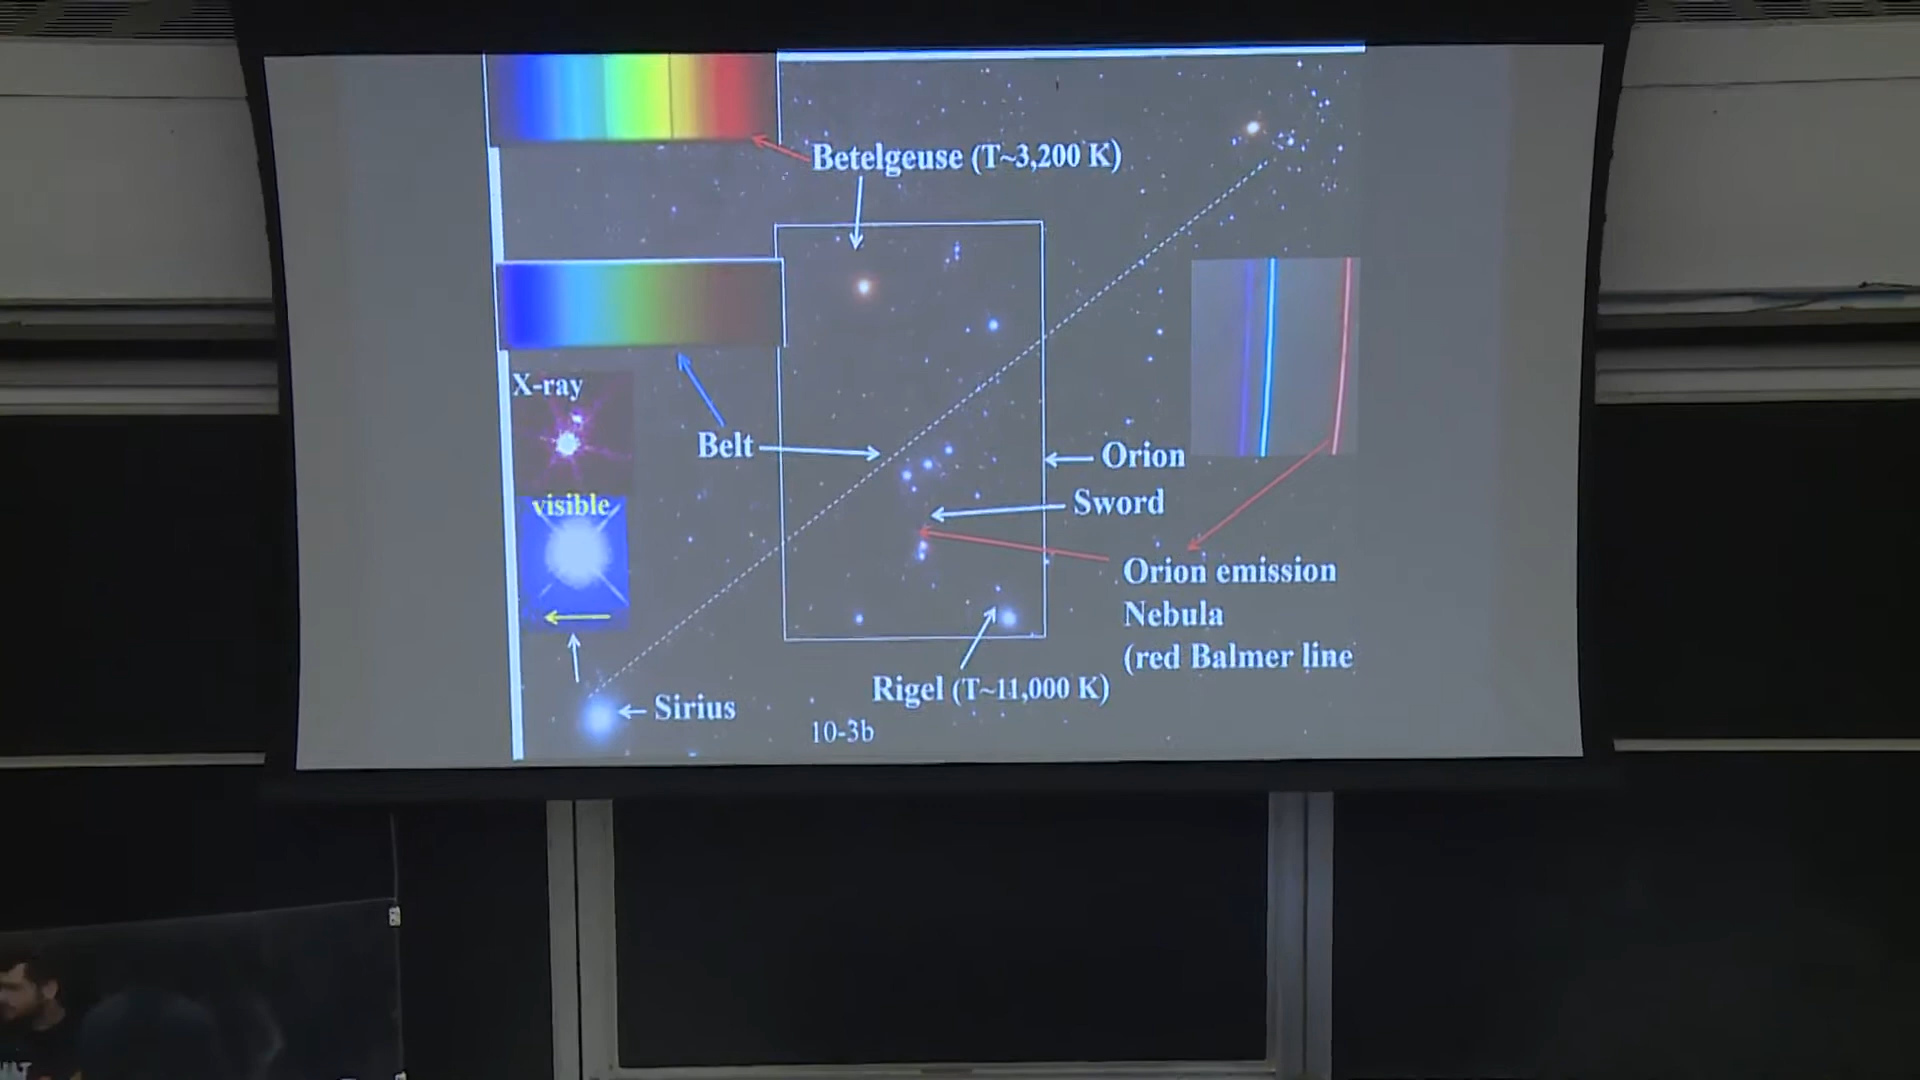 Betelgeuse (T~3,200 K)
X-ray
Belt
Orion
visible
Sword
Orion emission
Nebula
(red Balmer line
Rigel (T~11,000 K)
Sirius
10-3b